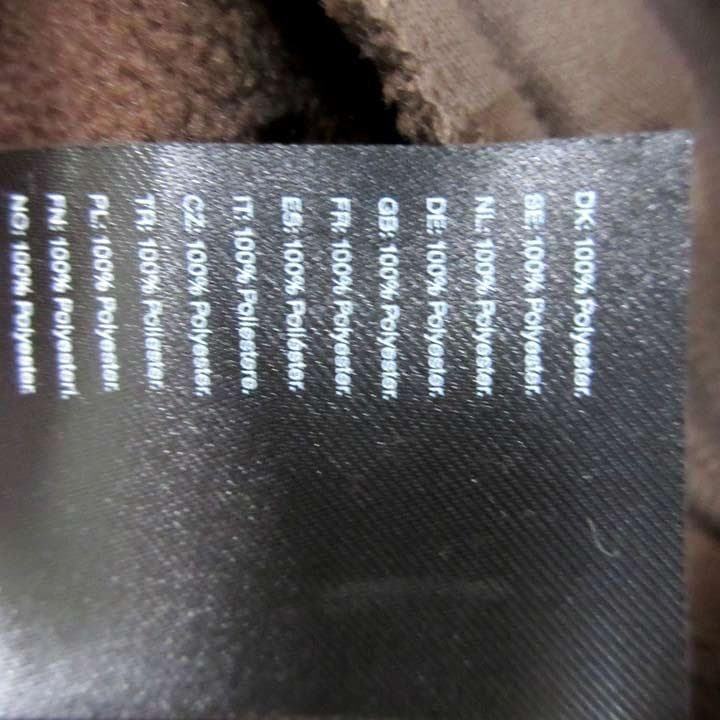 DK: 100% Polyester.
SE: 100% Polyester.
NL: 100% Polyester.
DE: 100% Polyester.
GB: 100% Polyester.
FR: 100% Polyester.
ES: 100% Poliéster.
IT: 100% Poliestere.
CZ: 100% Polyester.
TR: 100% Poliester.
PL: 100% Polyester.
FN: 100% Polyesteri.
NO: 100% Polyester.